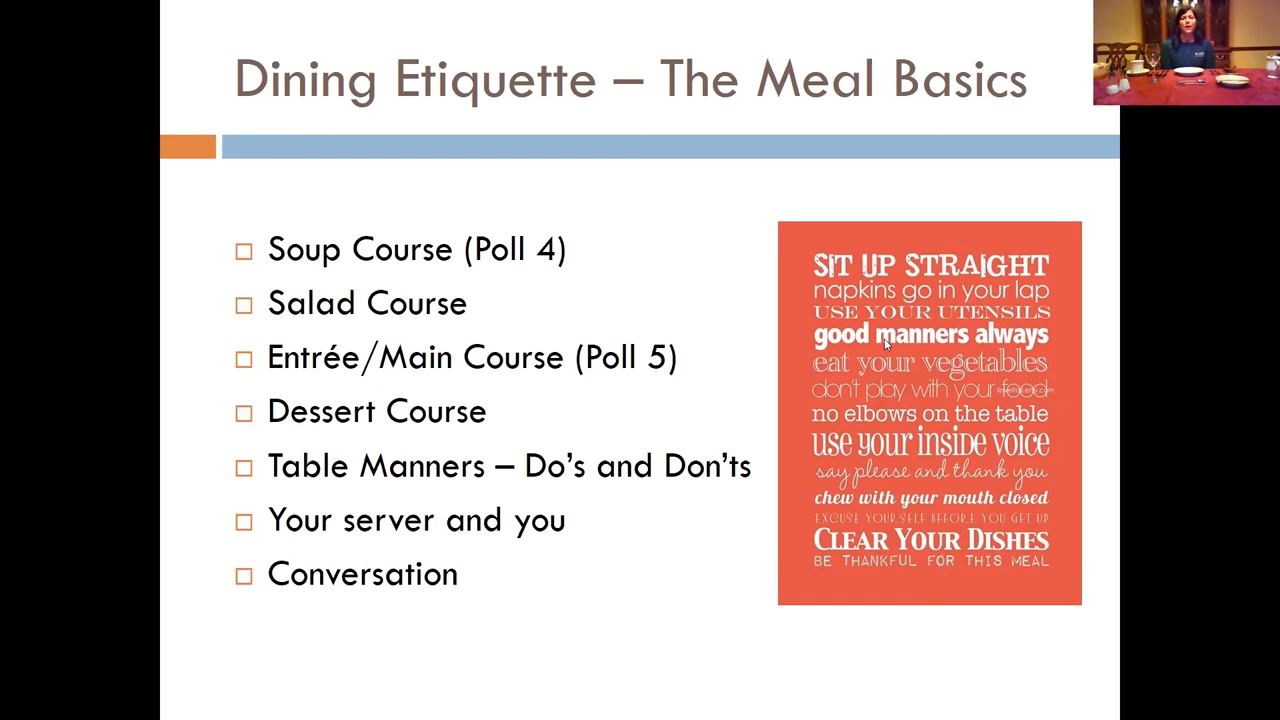 Dining Etiquette – The Meal Basics
Soup Course (Poll 4)
Salad Course
Entrée/Main Course (Poll 5)
Dessert Course
Table Manners – Do's and Don'ts
Your server and you
Conversation
SIT UP STRAIGHT
napkins go in your lap
USE YOUR UTENSILS
good manners always
eat your vegetables
don't play with your food
no elbows on the table
use your inside voice
say please and thank you
chew with your mouth closed
EXCUSE YOURSELF BEFORE YOU GET UP
CLEAR YOUR DISHES
BE THANKFUL FOR THIS MEAL